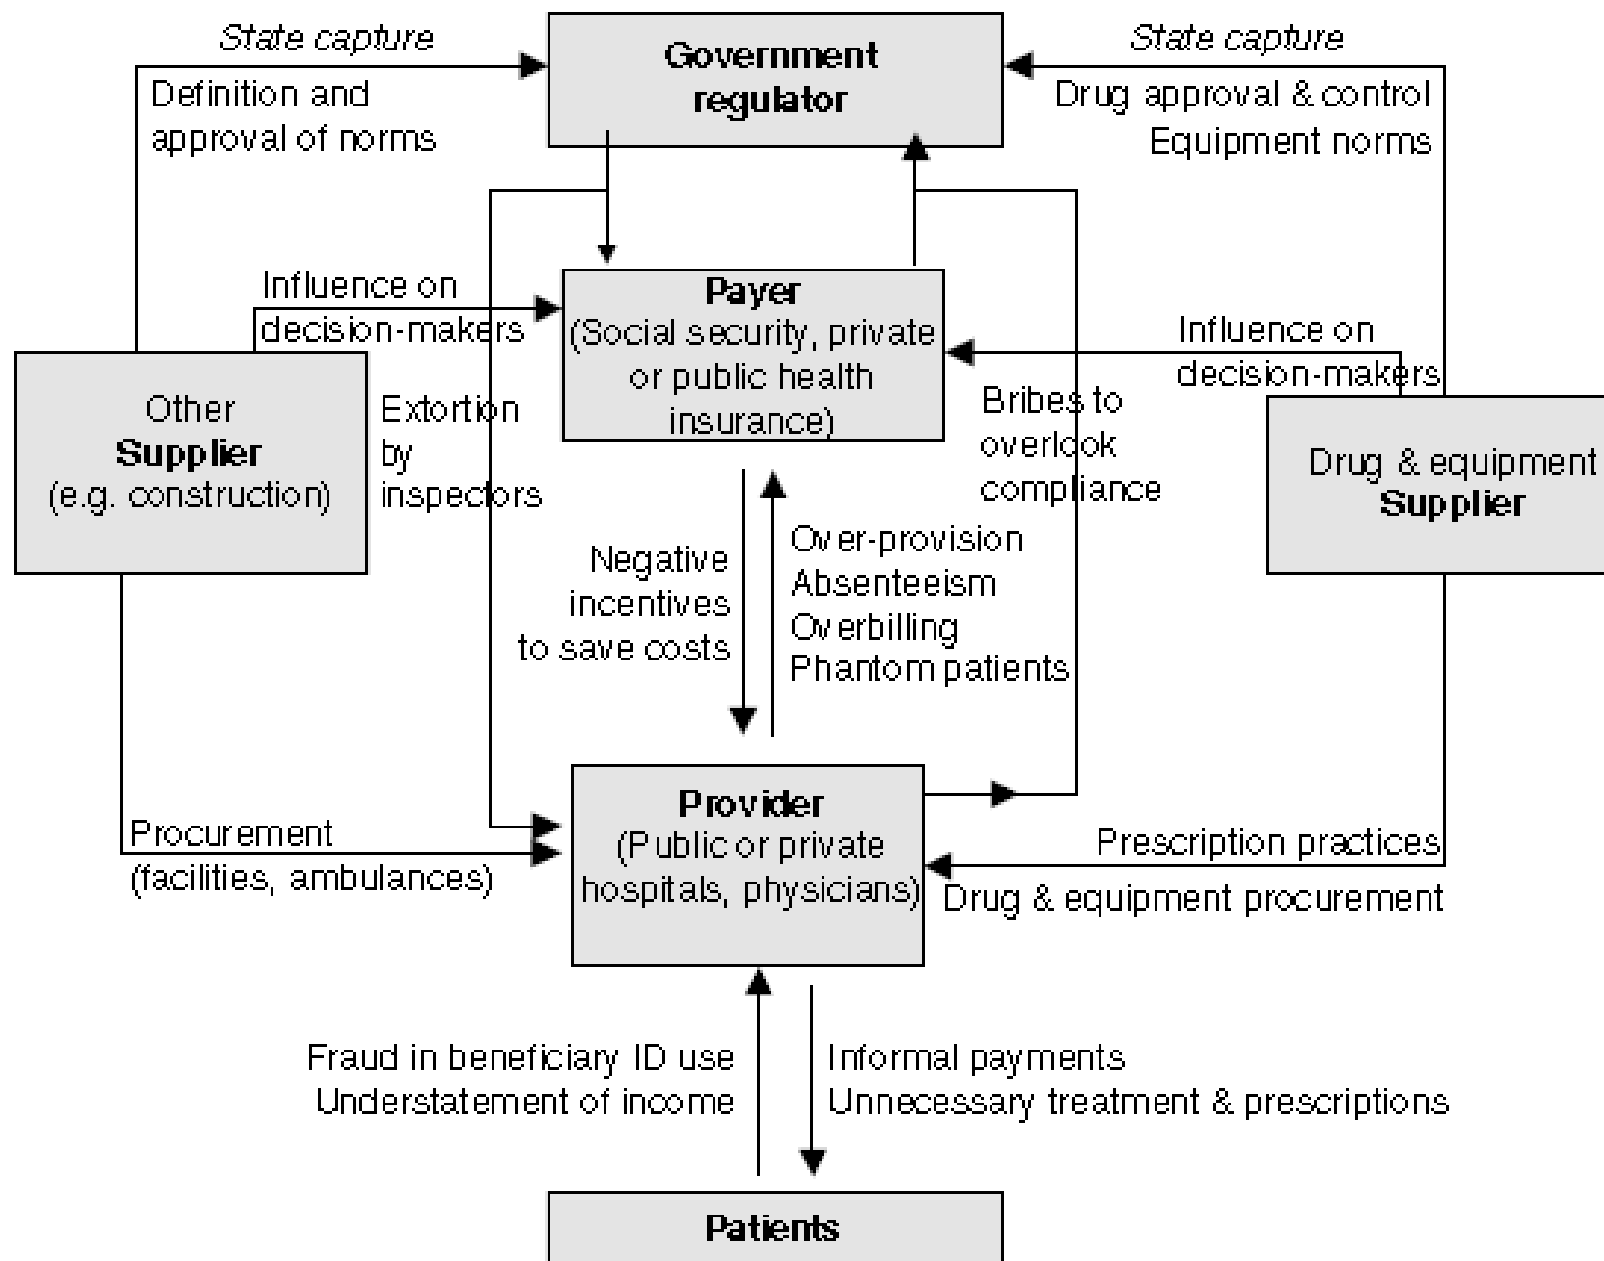 State capture
Definition and
approval of norms
Government
regulator
State capture
Drug approval & control
Equipment norms
Influence on
decision-makers
Payer
(Social security, private
or public health
insurance)
Influence on
decision-makers
Other
Supplier
(e.g. construction)
Extortion
by
inspectors
Bribes to
overlook
compliance
Drug & equipment
Supplier
Negative
incentives
to save costs
Over-provision
Absenteeism
Overbilling
Phantom patients
Procurement
(facilities, ambulances)
Provider
(Public or private
hospitals, physicians)
Prescription practices
Drug & equipment procurement
Fraud in beneficiary ID use
Understatement of income
Informal payments
Unnecessary treatment & prescriptions
Patients